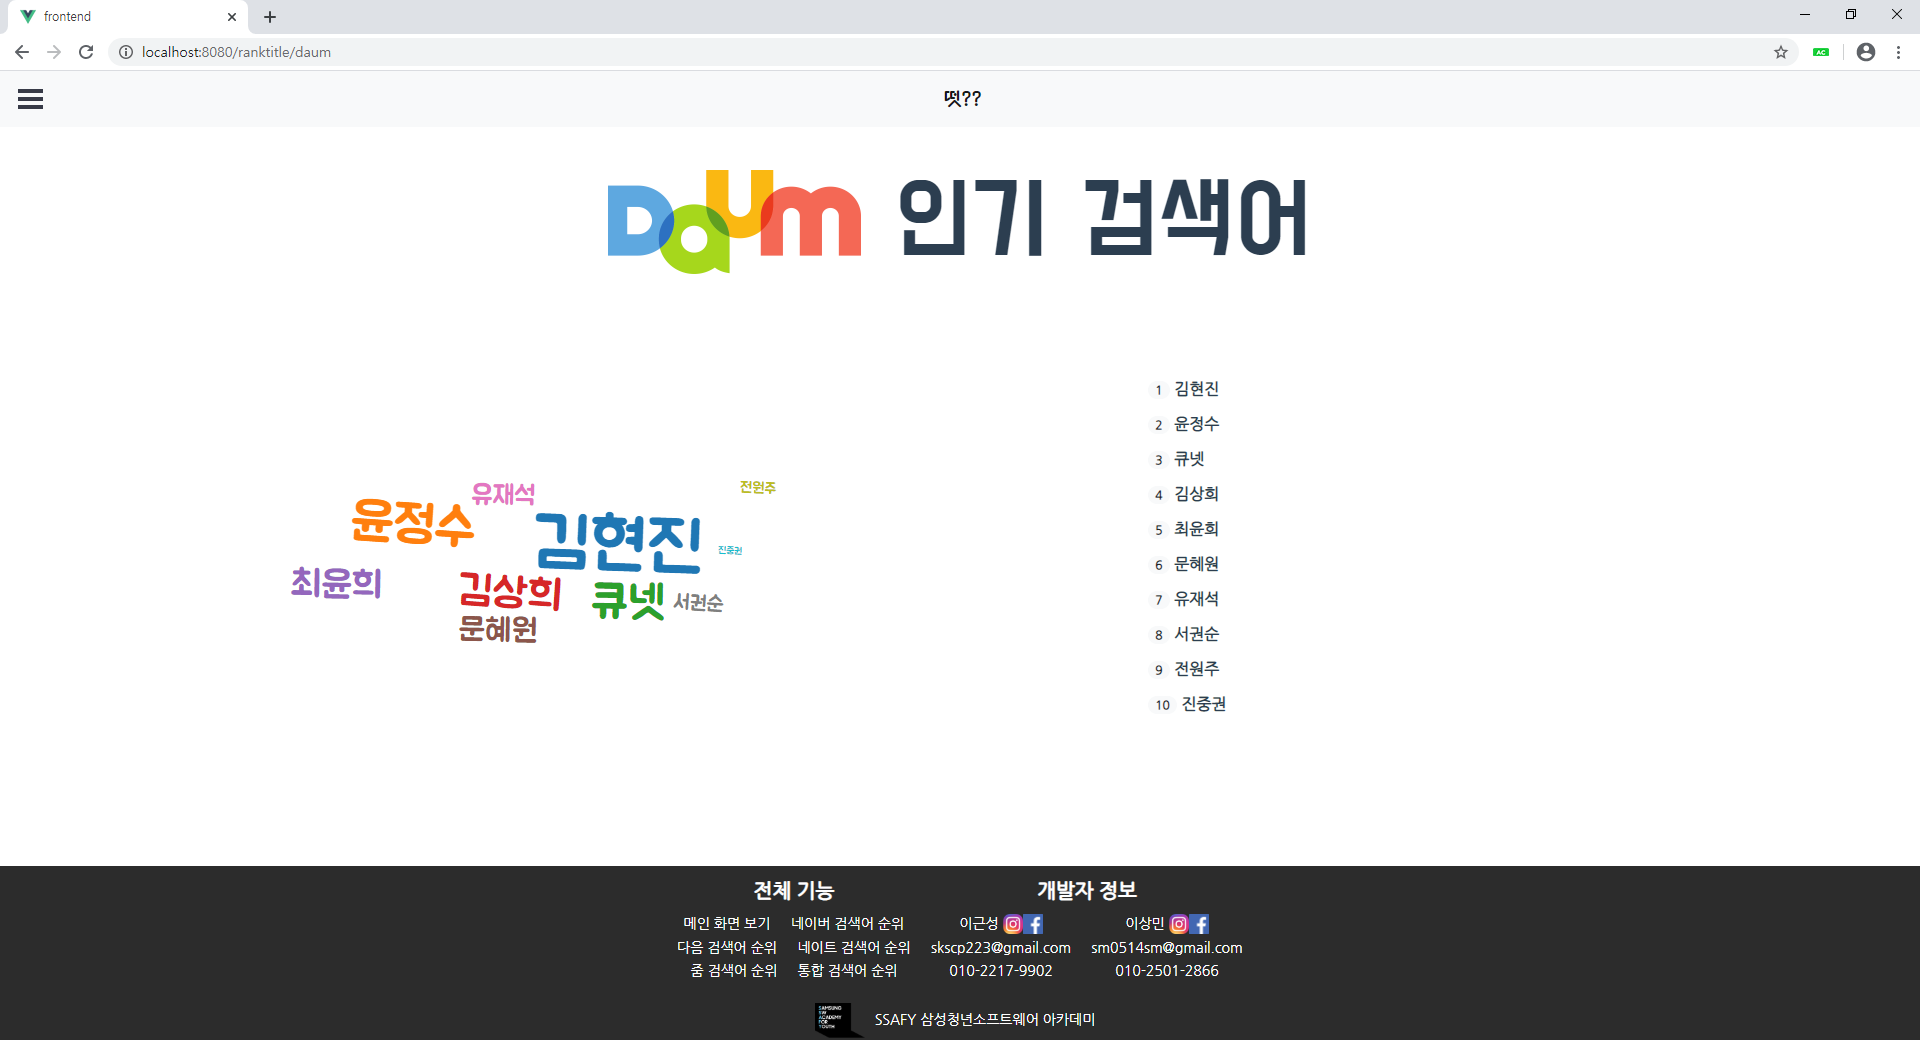 frontend
localhost:8080/ranktitle/daum
AC
떳??
Daum 인기 검색어
유재석
전원주
윤정수
김현진
진중권
최윤희
김상희
큐넷
서권순
문혜원
1 김현진
2 윤정수
3 큐넷
4 김상희
5 최윤희
6 문혜원
7 유재석
8 서권순
9 전원주
10 진중권
전체 기능
메인 화면 보기 네이버 검색어 순위
다음 검색어 순위 네이트 검색어 순위
줌 검색어 순위 통합 검색어 순위
개발자 정보
이근성 이상민
skscp223@gmail.com sm0514sm@gmail.com
010-2217-9902 010-2501-2866
SAMSUNG
SW
ACADEMY
FOR
YOUTH
SSAFY 삼성청년소프트웨어 아카데미